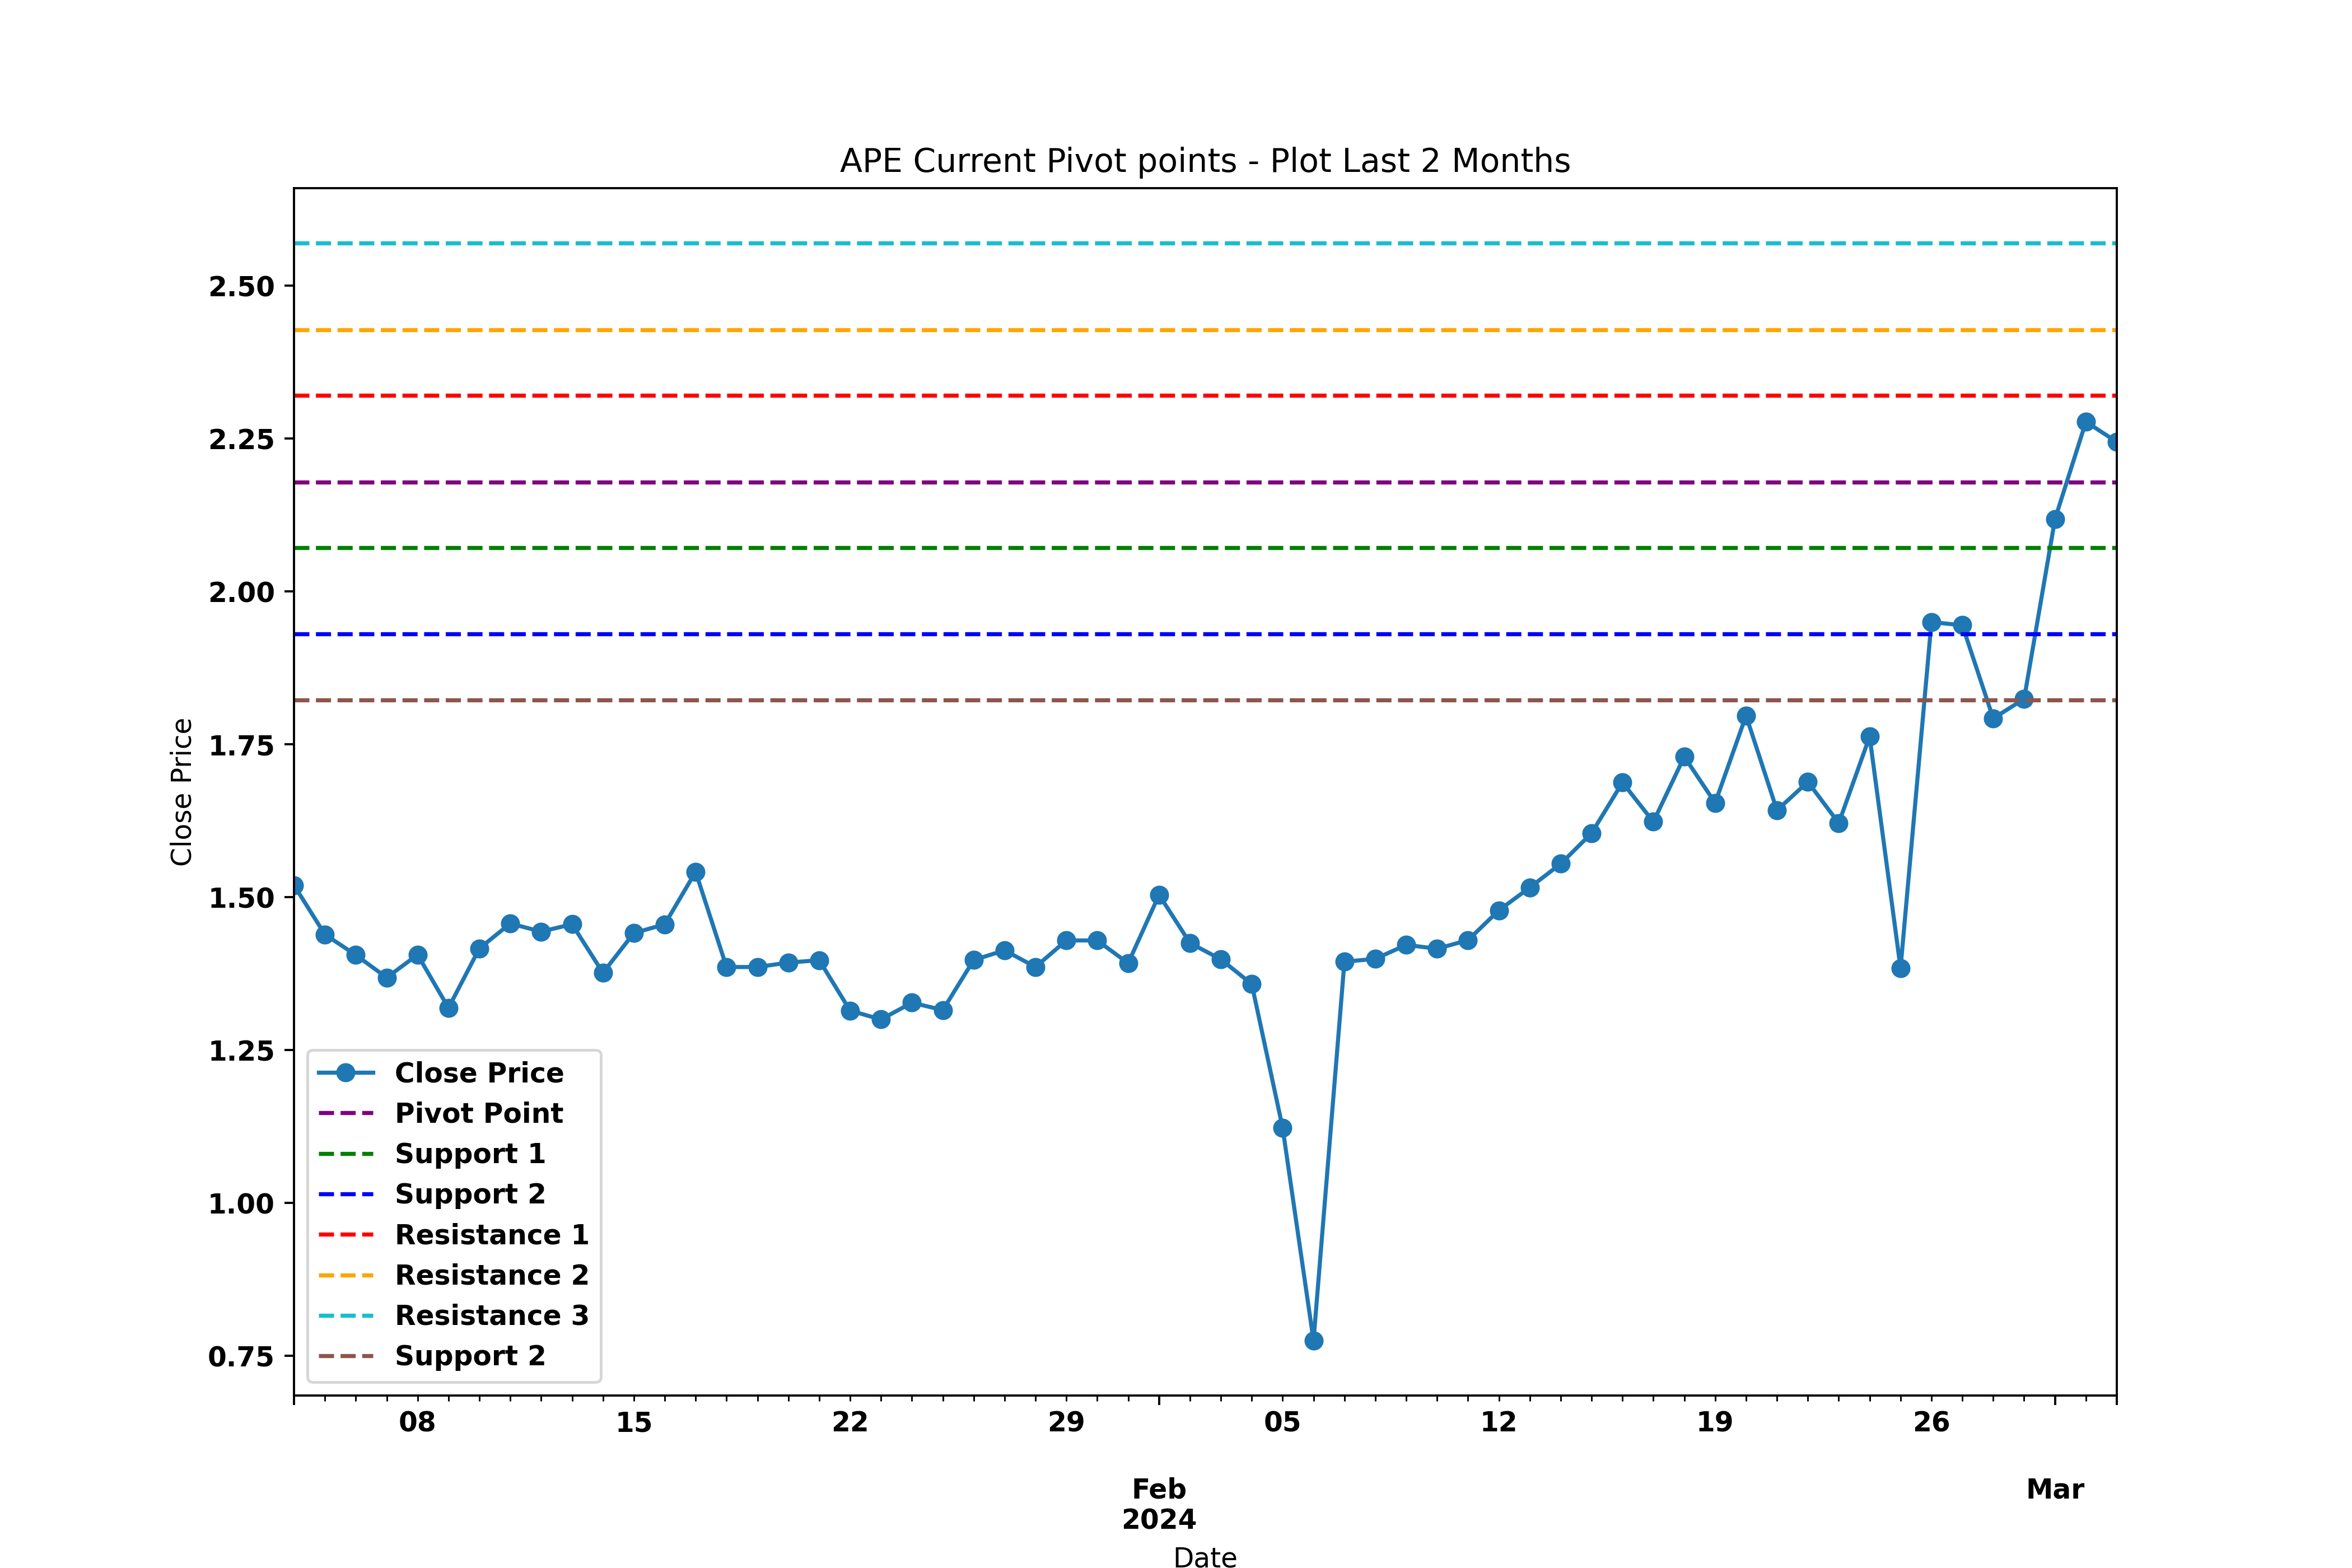 APE Current Pivot points - Plot Last 2 Months
2.50
2.25
2.00
1.75
1.50
1.25
1.00
0.75
Close Price
Close Price
Pivot Point
Support 1
Support 2
Resistance 1
Resistance 2
Resistance 3
Support 2
08 15 22 29 05 12 19 26
Feb Mar
2024
Date